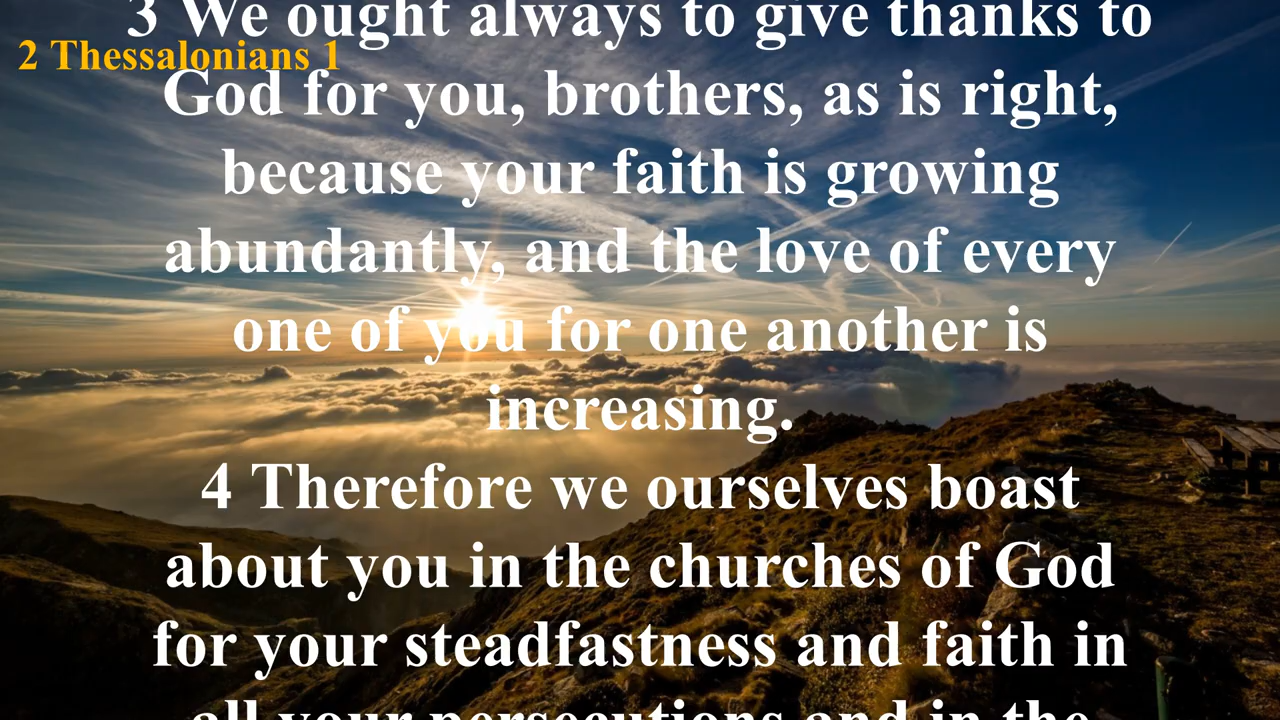 3 We ought always to give thanks to
2 Thessalonians 1
God for you, brothers, as is right,
because your faith is growing
abundantly, and the love of every
one of you for one another is
increasing.
4 Therefore we ourselves boast
about you in the churches of God
for your steadfastness and faith in
all your persecutions and in the